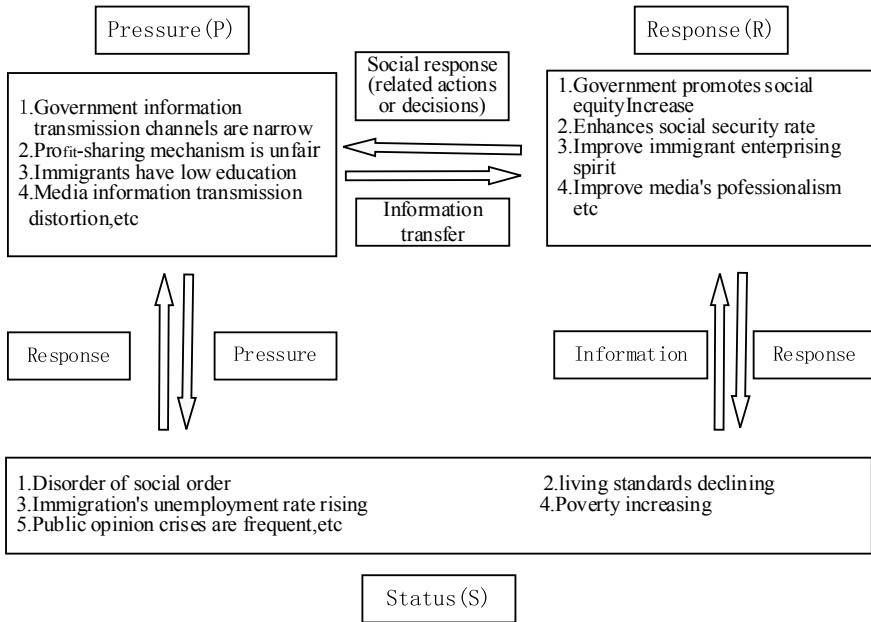 Pressure(P)
Response(R)
Social response
(related actions
or decisions)
1.Government information
transmission channels are narrow
2.Profit-sharing mechanism is unfair
3.Immigrants have low education
4.Media information transmission
distortion,etc
1.Government promotes social
equityIncrease
2.Enhances social security rate
3.Improve immigrant enterprising
spirit
4.Improve media's pofessionalism
etc
Information
transfer
Response
Pressure
Information
Response
1.Disorder of social order
2.living standards declining
3.Immigration's unemployment rate rising
4.Poverty increasing
5.Public opinion crises are frequent,etc
Status(S)